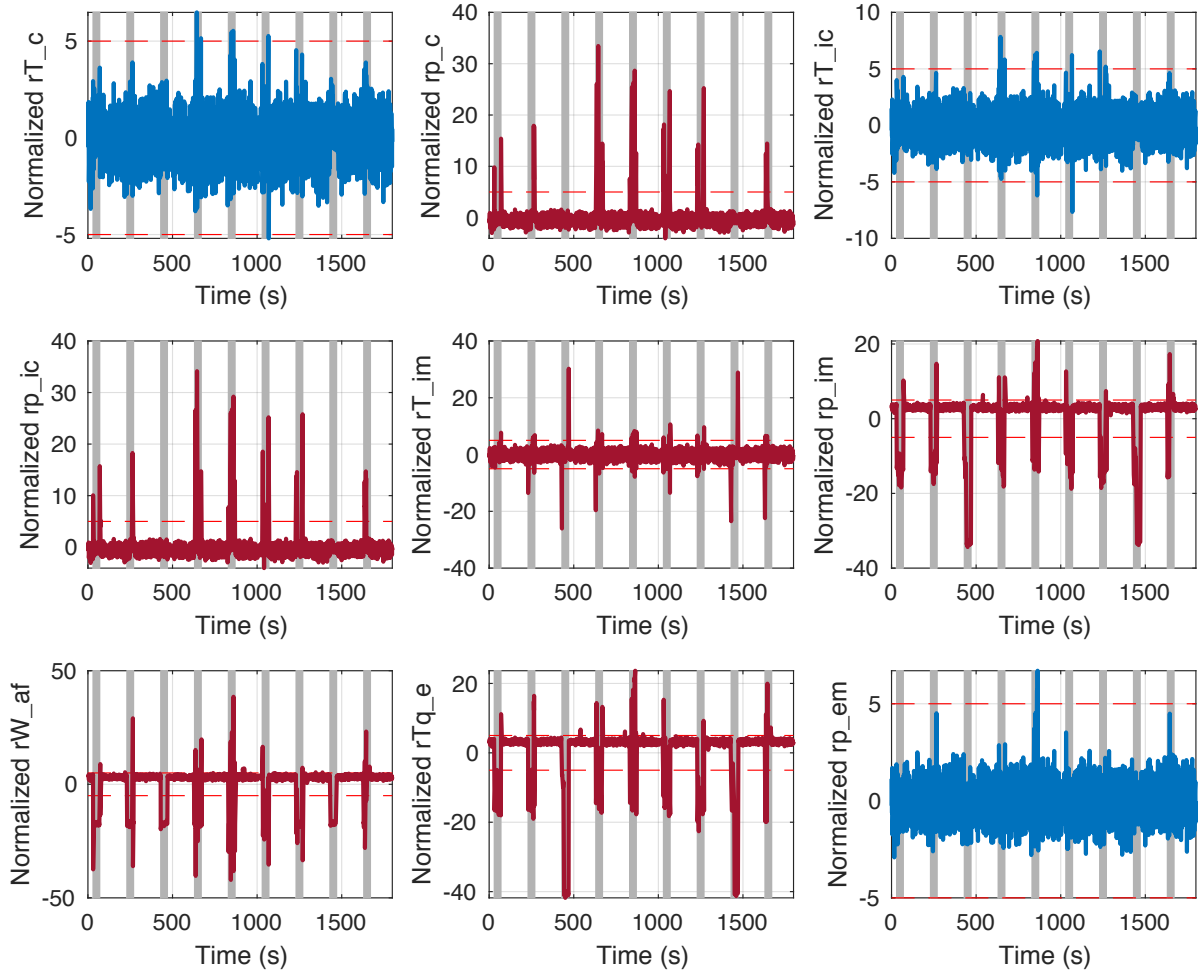 Normalized rT_c
5
0
-5
0 500 1000 1500
Time (s)
Normalized rp_c
40
30
20
10
0
0 500 1000 1500
Time (s)
Normalized rT_ic
10
5
0
-5
-10
0 500 1000 1500
Time (s)
Normalized rp_ic
40
30
20
10
0
0 500 1000 1500
Time (s)
Normalized rT_im
40
20
0
-20
-40
0 500 1000 1500
Time (s)
Normalized rp_im
20
0
-20
-40
0 500 1000 1500
Time (s)
Normalized rW_af
50
0
-50
0 500 1000 1500
Time (s)
Normalized rTq_e
20
0
-20
-40
0 500 1000 1500
Time (s)
Normalized rp_em
5
0
-5
0 500 1000 1500
Time (s)